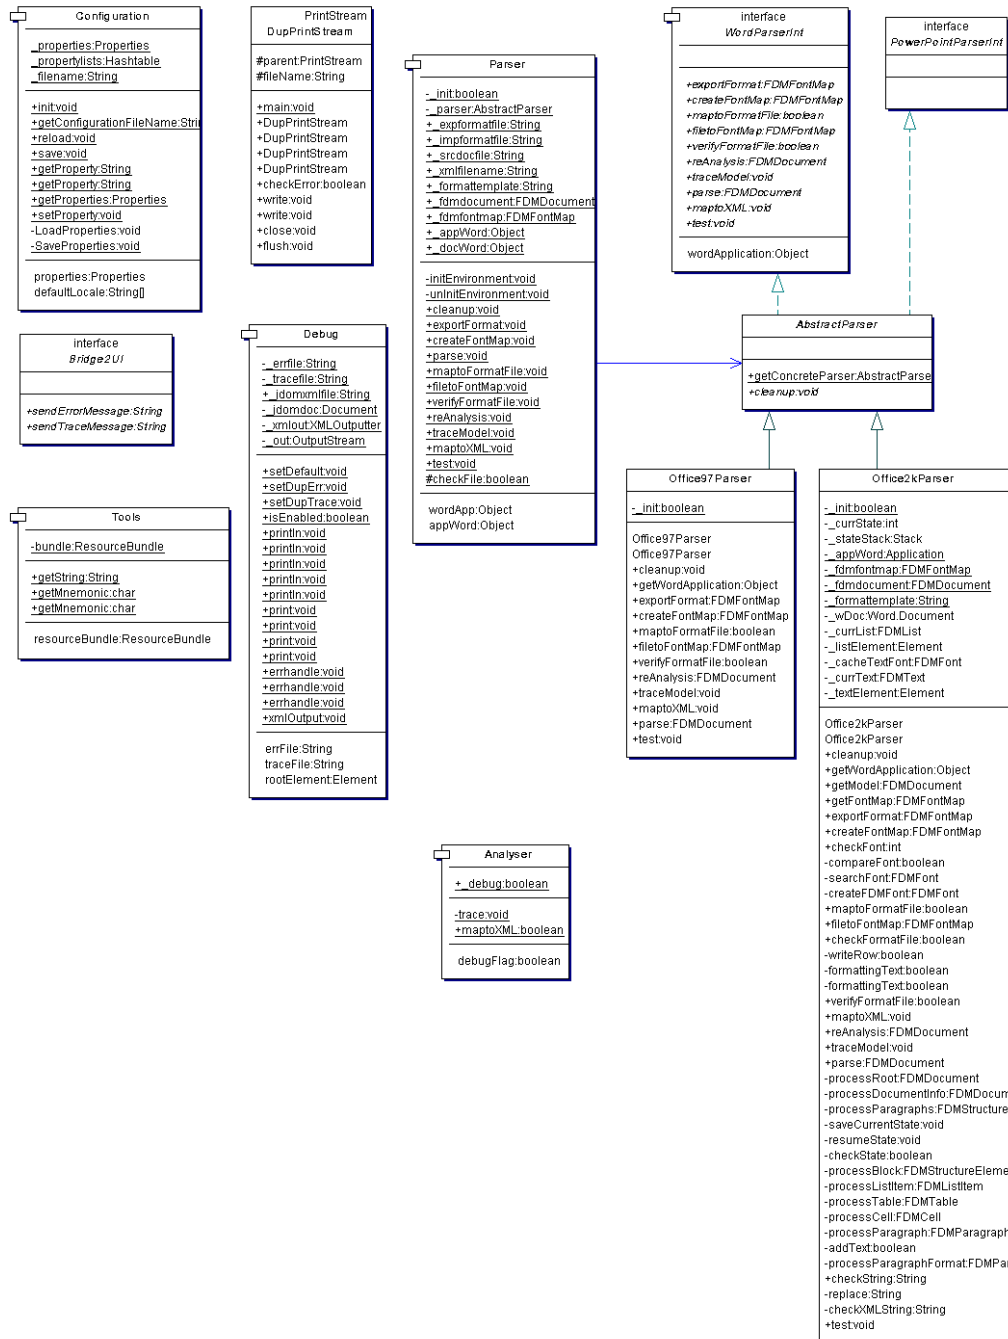 Configuration
_properties:Properties
_propertylists:Hashtable
_filename:String
+init:void
+getConfigurationFileName:Stri
+reload:void
+save:void
+getProperty:String
+getProperty:String
+getProperties:Properties
+setProperty:void
-LoadProperties:void
-SaveProperties:void
properties:Properties
defaultLocale:String[]
PrintStream
DupPrintStream
#parent:PrintStream
#fileName:String
+main:void
+DupPrintStream
+DupPrintStream
+DupPrintStream
+DupPrintStream
+checkError:boolean
+write:void
+write:void
+close:void
+flush:void
Parser
-_init:boolean
-_parser:AbstractParser
+_expformatfile:String
+_impformatfile:String
+_srcdocfile:String
+_xmlfilename:String
+_formattemplate:String
+_fdmdocument:FDMDocument
+_fdmfontmap:FDMFontMap
+_appWord:Object
+_docWord:Object
-initEnvironment:void
-unInitEnvironment:void
+cleanup:void
+exportFormat:void
+createFontMap:void
+parse:void
+maptoFormatFile:void
+filetoFontMap:void
+verifyFormatFile:void
+reAnalysis:void
+traceModel:void
+maptoXML:void
+test:void
#checkFile:boolean
wordApp:Object
appWord:Object
interface
WordParserInt
+exportFormat:FDMFontMap
+createFontMap:FDMFontMap
+maptoFormatFile:boolean
+filetoFontMap:FDMFontMap
+verifyFormatFile:boolean
+reAnalysis:FDMDocument
+traceModel:void
+parse:FDMDocument
+maptoXML:void
+test:void
wordApplication:Object
interface
PowerPointParserInt
AbstractParser
+getConcreteParser:AbstractParse
+cleanup:void
interface
Bridge2UI
+sendErrorMessage:String
+sendTraceMessage:String
Debug
-_errfile:String
-_tracefile:String
+_jdomxmlfile:String
-_jdomdoc:Document
-_xmlout:XMLOutputter
-_out:OutputStream
+setDefault:void
+setDupErr:void
+setDupTrace:void
+isEnabled:boolean
+println:void
+println:void
+println:void
+println:void
+println:void
+print:void
+print:void
+print:void
+print:void
+errhandle:void
+errhandle:void
+errhandle:void
+xmlOutput:void
errFile:String
traceFile:String
rootElement:Element
Tools
-bundle:ResourceBundle
+getString:String
+getMnemonic:char
+getMnemonic:char
resourceBundle:ResourceBundle
Office97Parser
-_init:boolean
Office97Parser
Office97Parser
+cleanup:void
+getWordApplication:Object
+exportFormat:FDMFontMap
+createFontMap:FDMFontMap
+maptoFormatFile:boolean
+filetoFontMap:FDMFontMap
+verifyFormatFile:boolean
+reAnalysis:FDMDocument
+traceModel:void
+maptoXML:void
+parse:FDMDocument
+test:void
Office2kParser
-_init:boolean
-_currState:int
-_stateStack:Stack
-_appWord:Application
-_fdmfontmap:FDMFontMap
-_fdmdocument:FDMDocument
-_formattemplate:String
-_wDoc:Word.Document
-_currList:FDMList
-_listElement:Element
-_cacheTextFont:FDMFont
-_currText:FDMText
-_textElement:Element
Office2kParser
Office2kParser
+cleanup:void
+getWordApplication:Object
+getModel:FDMDocument
+getFontMap:FDMFontMap
+exportFormat:FDMFontMap
+createFontMap:FDMFontMap
+checkFont:int
-compareFont:boolean
-searchFont:FDMFont
-createFDMFont:FDMFont
+maptoFormatFile:boolean
+filetoFontMap:FDMFontMap
+checkFormatFile:boolean
-writeRow:boolean
-formattingText:boolean
-formattingText:boolean
+verifyFormatFile:boolean
+maptoXML:void
+reAnalysis:FDMDocument
+traceModel:void
+parse:FDMDocument
-processRoot:FDMDocument
-processDocumentInfo:FDMDocum
-processParagraphs:FDMStructure
-saveCurrentState:void
-resumeState:void
-checkState:boolean
-processBlock:FDMStructureEleme
-processListItem:FDMListItem
-processTable:FDMTable
-processCell:FDMCell
-processParagraph:FDMParagraph
-addText:boolean
-processParagraphFormat:FDMPar
+checkString:String
-replace:String
-checkXMLString:String
+test:void
Analyser
+_debug:boolean
-trace:void
+maptoXML:boolean
debugFlag:boolean